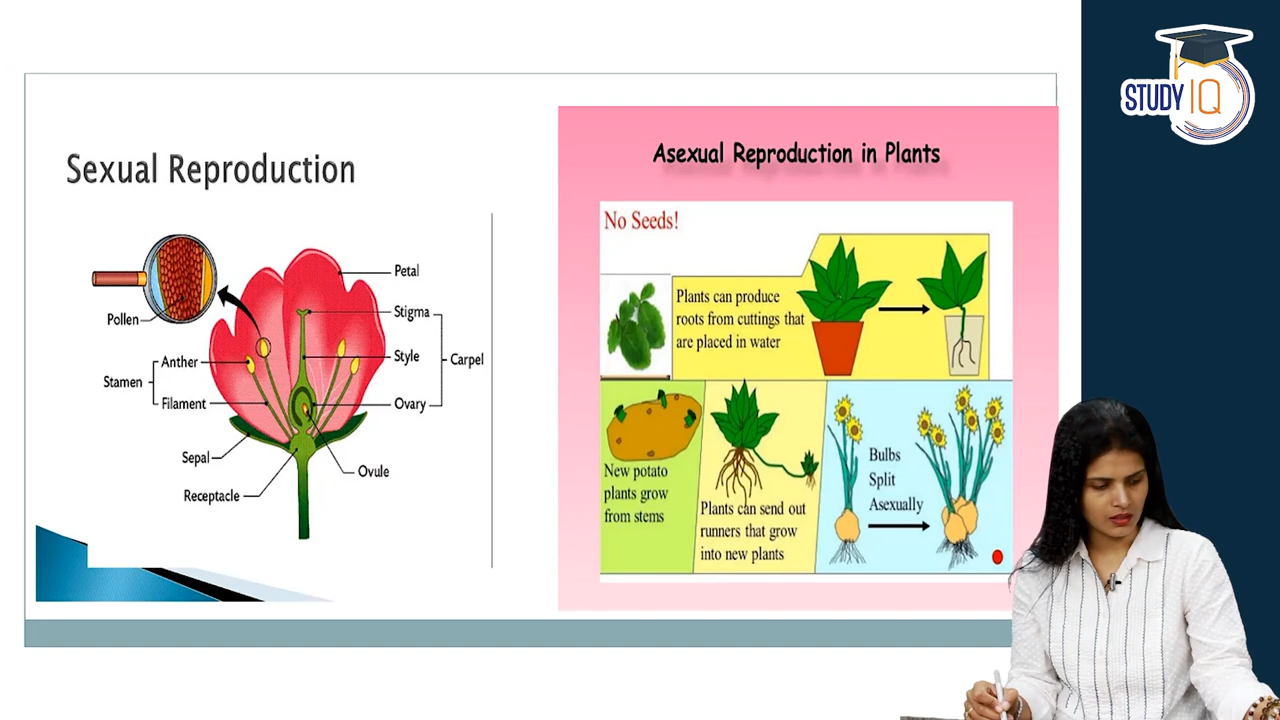 STUDY IQ
Sexual Reproduction
Petal
Stigma
Pollen
Anther
Style
Carpel
Stamen
Filament
Ovary
Sepal
Ovule
Receptacle
Asexual Reproduction in Plants
No Seeds!
Plants can produce
roots from cuttings that
are placed in water
New potato
plants grow
from stems
Plants can send out
runners that grow
into new plants
Bulbs
Split
Asexually